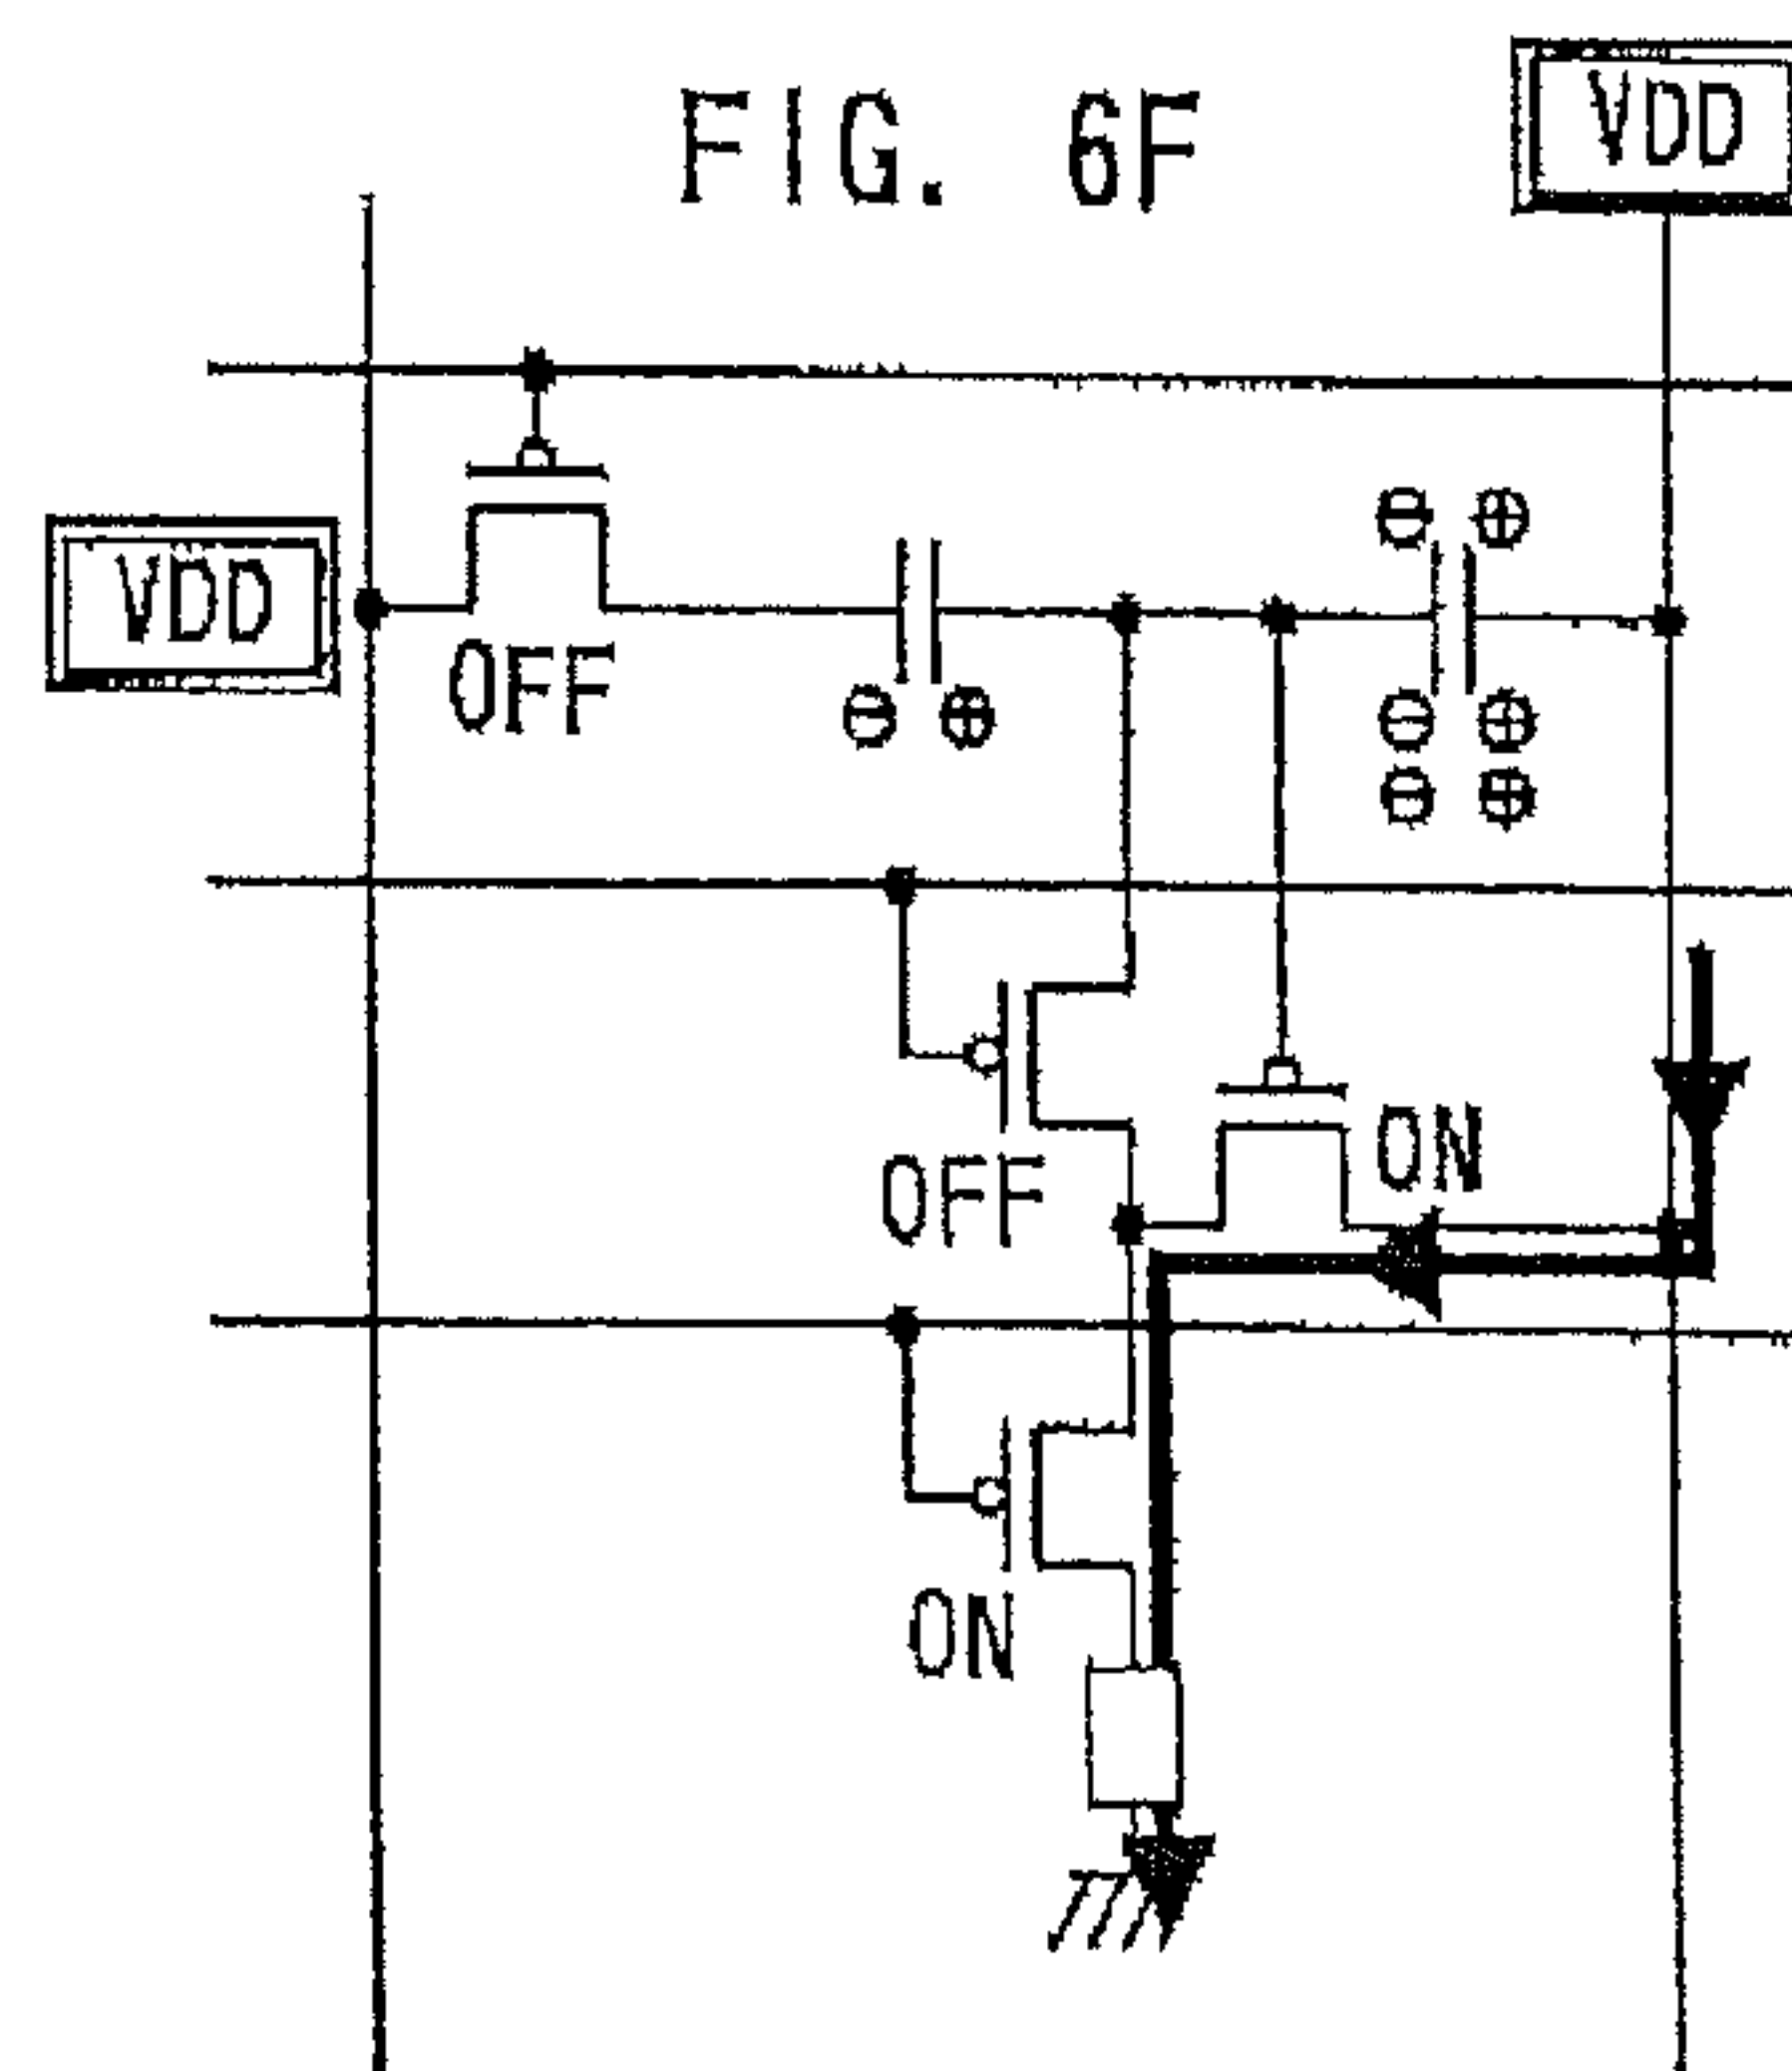 FIG. 6F
VDD
VDD
OFF
⊖ ⊕
⊖ ⊕
⊖ ⊕
⊖ ⊕
ON
OFF
ON